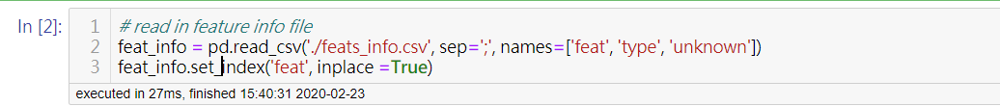 In [2]:
1 # read in feature info file
2 feat_info = pd.read_csv('./feats_info.csv', sep=';', names=['feat', 'type', 'unknown'])
3 feat_info.set_index('feat', inplace =True)
executed in 27ms, finished 15:40:31 2020-02-23